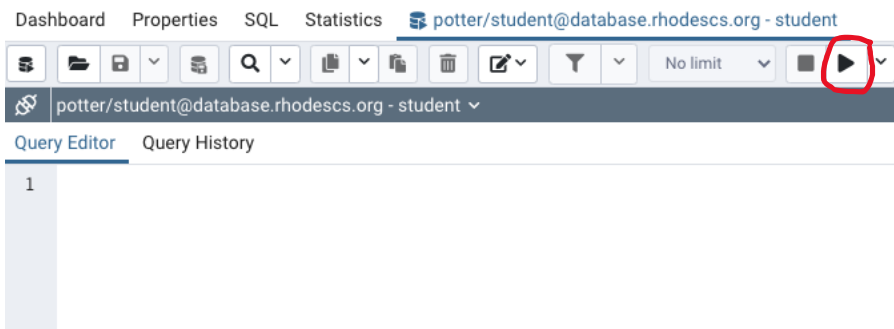 Dashboard Properties SQL Statistics potter/student@database.rhodescs.org - student
No limit
potter/student@database.rhodescs.org - student
Query Editor Query History
1